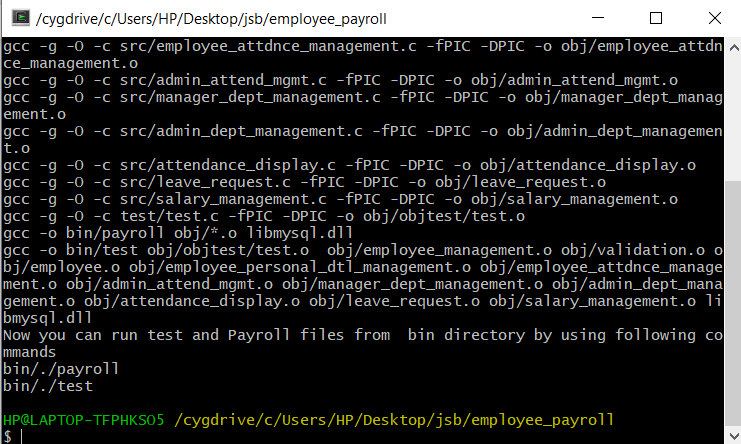 /cygdrive/c/Users/HP/Desktop/jsb/employee_payroll
gcc -g -O -c src/employee_attdnce_management.c -fPIC -DPIC -o obj/employee_attdn
ce_management.o
gcc -g -O -c src/admin_attend_mgmt.c -fPIC -DPIC -o obj/admin_attend_mgmt.o
gcc -g -O -c src/manager_dept_management.c -fPIC -DPIC -o obj/manager_dept_manag
ement.o
gcc -g -O -c src/admin_dept_management.c -fPIC -DPIC -o obj/admin_dept_managemen
t.o
gcc -g -O -c src/attendance_display.c -fPIC -DPIC -o obj/attendance_display.o
gcc -g -O -c src/leave_request.c -fPIC -DPIC -o obj/leave_request.o
gcc -g -O -c src/salary_management.c -fPIC -DPIC -o obj/salary_management.o
gcc -g -O -c test/test.c -fPIC -DPIC -o obj/objtest/test.o
gcc -o bin/payroll obj/*.o libmysql.dll
gcc -o bin/test obj/objtest/test.o  obj/employee_management.o obj/validation.o o
bj/employee.o obj/employee_personal_dtl_management.o obj/employee_attdnce_manage
ment.o obj/admin_attend_mgmt.o obj/manager_dept_management.o obj/admin_dept_mana
gement.o obj/attendance_display.o obj/leave_request.o obj/salary_management.o li
bmysql.dll
Now you can run test and Payroll files from  bin directory by using following co
mmands
bin/./payroll
bin/./test
HP@LAPTOP-TFPHKSO5 /cygdrive/c/Users/HP/Desktop/jsb/employee_payroll
$